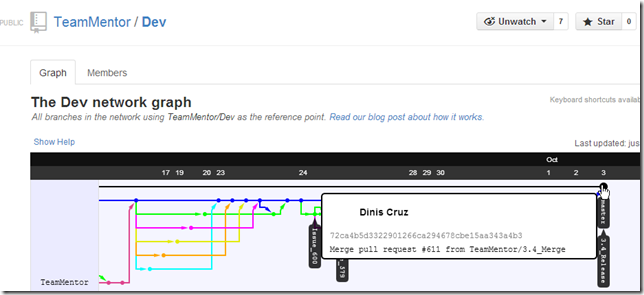 PUBLIC TeamMentor / Dev
Unwatch 7 Star 0
Graph Members
The Dev network graph
Keyboard shortcuts availa
All branches in the network using TeamMentor/Dev as the reference point. Read our blog post about how it works.
Show Help
Last updated: jus
Oct
17 19 20 23 24 28 29 30 1 2 3
Dinis Cruz
72ca4b5d3322901266ca294678cbe15aa343a4b3
Merge pull request #611 from TeamMentor/3.4_Merge
Issue_600
master
3.4_Release
TeamMentor